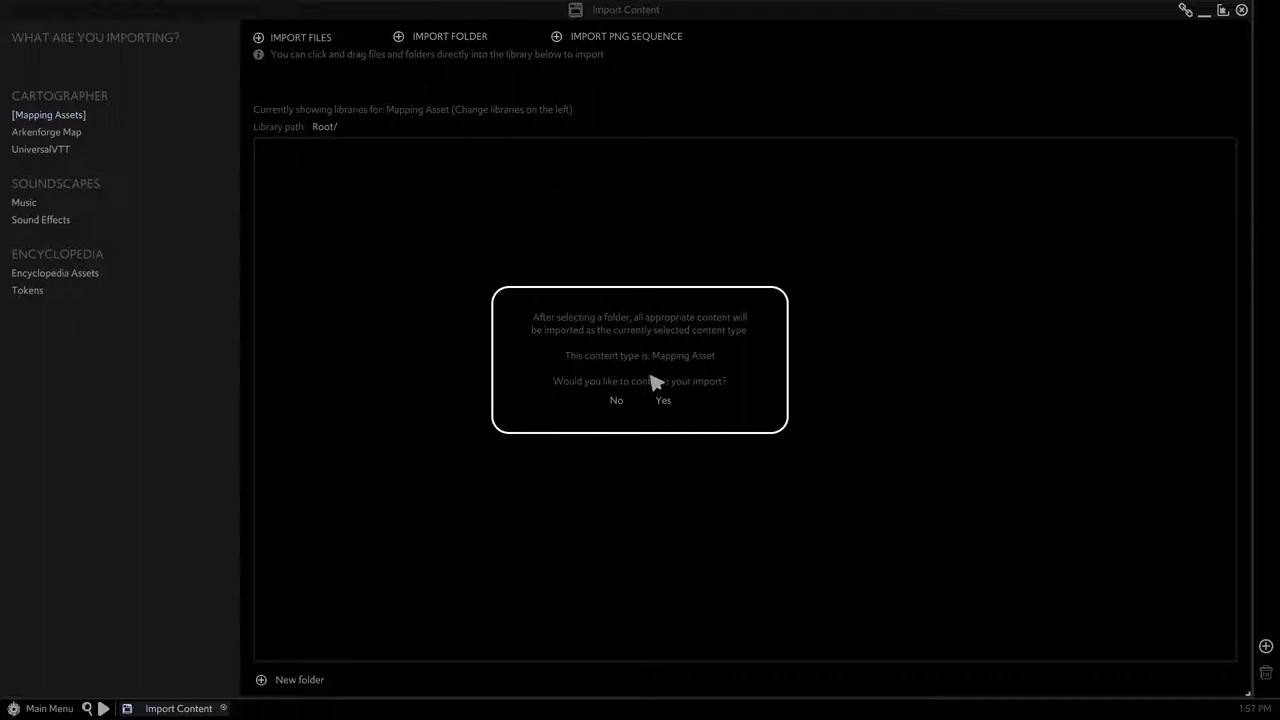 Import Content
WHAT ARE YOU IMPORTING?
CARTOGRAPHER
[Mapping Assets]
Arkenforge Map
UniversalVTT
SOUNDSCAPES
Music
Sound Effects
ENCYCLOPEDIA
Encyclopedia Assets
Tokens
IMPORT FILES
IMPORT FOLDER
IMPORT PNG SEQUENCE
You can click and drag files and folders directly into the library below to import
Currently showing libraries for: Mapping Asset (Change libraries on the left)
Library path: Root/
After selecting a folder, all appropriate content will
be imported as the currently selected content type
This content type is: Mapping Asset
Would you like to your import?
No Yes
New folder
Main Menu
Import Content
1:57 PM